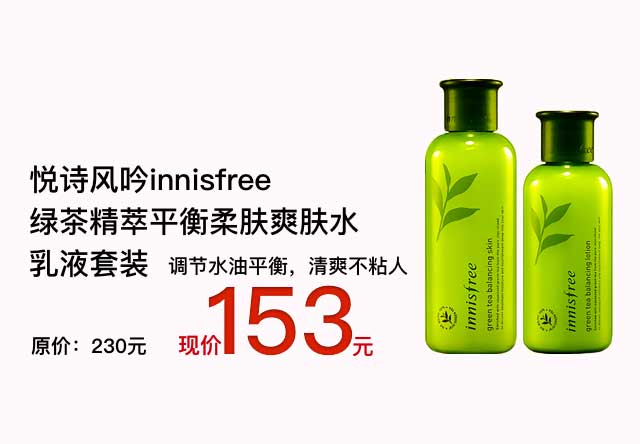 悦诗风吟innisfree
绿茶精萃平衡柔肤爽肤水
乳液套装 调节水油平衡，清爽不粘人
原价：230元 现价153元
innisfree
green tea balancing skin
innisfree
green tea balancing lotion